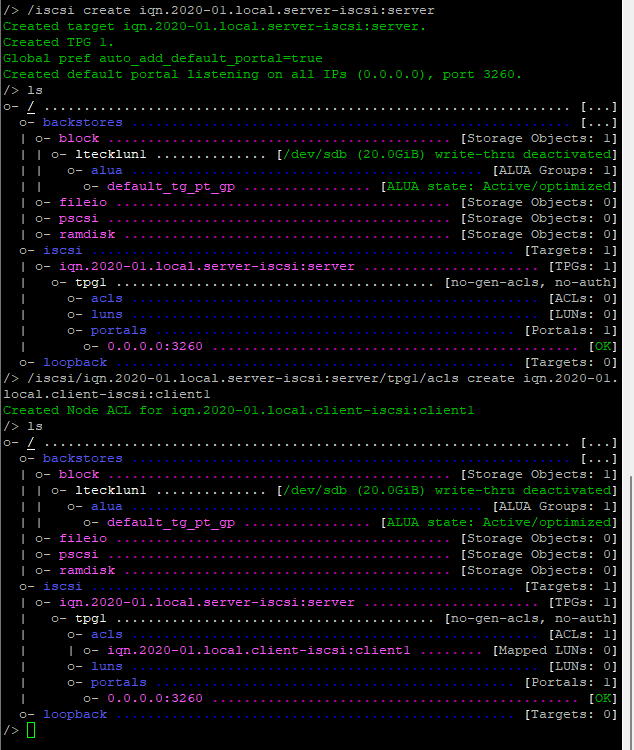 /> /iscsi create iqn.2020-01.local.server-iscsi:server
Created target iqn.2020-01.local.server-iscsi:server.
Created TPG 1.
Global pref auto_add_default_portal=true
Created default portal listening on all IPs (0.0.0.0), port 3260.
/> ls
o- / .................................................................. [...]
  o- backstores ........................................................ [...]
  | o- block ........................................... [Storage Objects: 1]
  | | o- ltecklun1 .............. [/dev/sdb (20.0GiB) write-thru deactivated]
  | |   o- alua ............................................ [ALUA Groups: 1]
  | |     o- default_tg_pt_gp ................ [ALUA state: Active/optimized]
  | o- fileio .......................................... [Storage Objects: 0]
  | o- pscsi ........................................... [Storage Objects: 0]
  | o- ramdisk ......................................... [Storage Objects: 0]
  o- iscsi ...................................................... [Targets: 1]
  | o- iqn.2020-01.local.server-iscsi:server ....................... [TPGs: 1]
  |   o- tpg1 ........................................ [no-gen-acls, no-auth]
  |     o- acls .................................................... [ACLs: 0]
  |     o- luns .................................................... [LUNs: 0]
  |     o- portals .............................................. [Portals: 1]
  |       o- 0.0.0.0:3260 ............................................... [OK]
  o- loopback ................................................... [Targets: 0]
/> /iscsi/iqn.2020-01.local.server-iscsi:server/tpg1/acls create iqn.2020-01.
local.client-iscsi:client1
Created Node ACL for iqn.2020-01.local.client-iscsi:client1
/> ls
o- / .................................................................. [...]
  o- backstores ........................................................ [...]
  | o- block ........................................... [Storage Objects: 1]
  | | o- ltecklun1 .............. [/dev/sdb (20.0GiB) write-thru deactivated]
  | |   o- alua ............................................ [ALUA Groups: 1]
  | |     o- default_tg_pt_gp ................ [ALUA state: Active/optimized]
  | o- fileio .......................................... [Storage Objects: 0]
  | o- pscsi ........................................... [Storage Objects: 0]
  | o- ramdisk ......................................... [Storage Objects: 0]
  o- iscsi ...................................................... [Targets: 1]
  | o- iqn.2020-01.local.server-iscsi:server ....................... [TPGs: 1]
  |   o- tpg1 ........................................ [no-gen-acls, no-auth]
  |     o- acls .................................................... [ACLs: 1]
  |     | o- iqn.2020-01.local.client-iscsi:client1 ........ [Mapped LUNs: 0]
  |     o- luns .................................................... [LUNs: 0]
  |     o- portals .............................................. [Portals: 1]
  |       o- 0.0.0.0:3260 ............................................... [OK]
  o- loopback ................................................... [Targets: 0]
/>